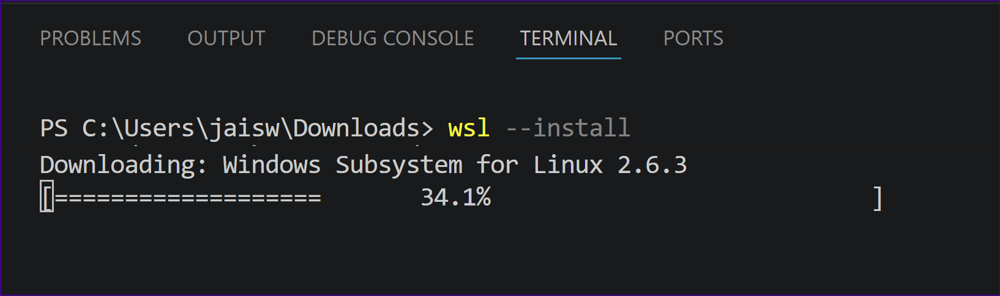 PROBLEMS OUTPUT DEBUG CONSOLE TERMINAL PORTS
PS C:\Users\jaisw\Downloads> wsl --install
Downloading: Windows Subsystem for Linux 2.6.3
[===================       34.1%                           ]